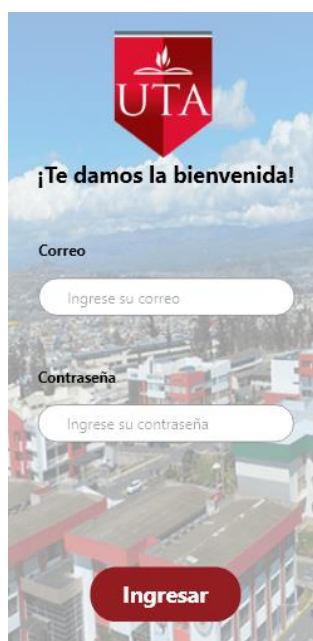 UTA
¡Te damos la bienvenida!
Correo
Ingrese su correo
Contraseña
Ingrese su contraseña
Ingresar